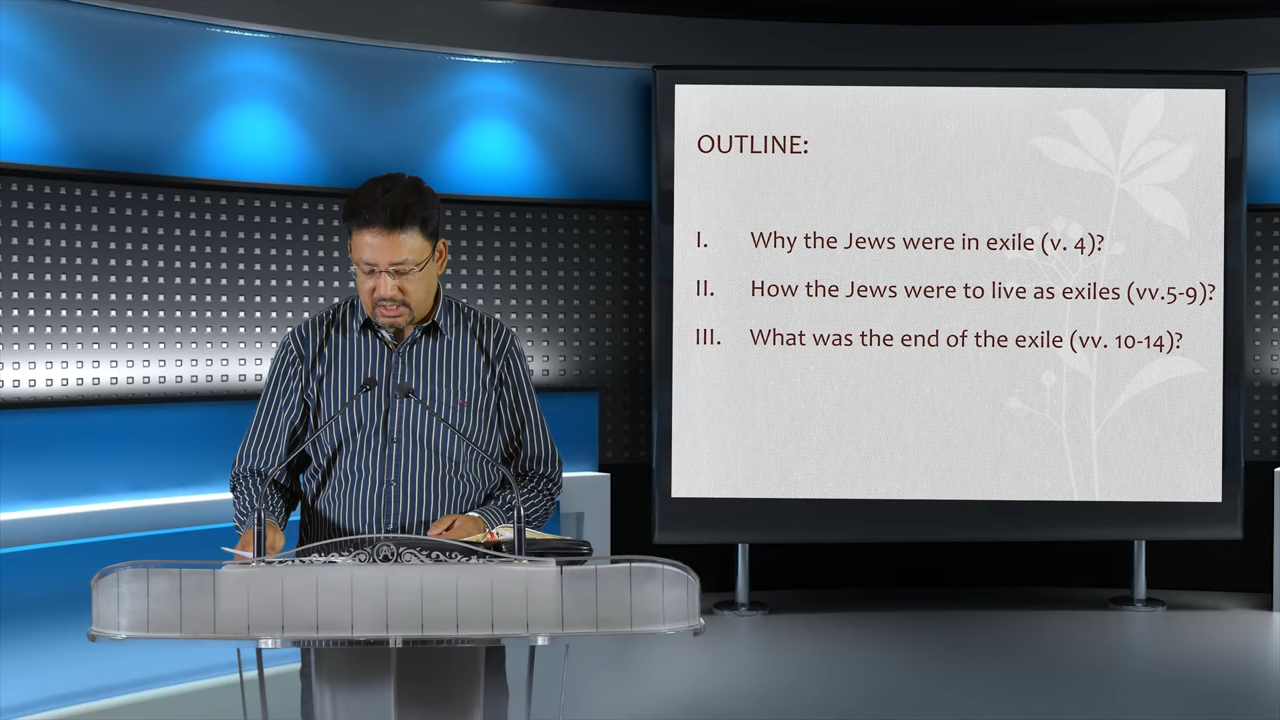 OUTLINE:
I. Why the Jews were in exile (v. 4)?
II. How the Jews were to live as exiles (vv.5-9)?
III. What was the end of the exile (vv. 10-14)?